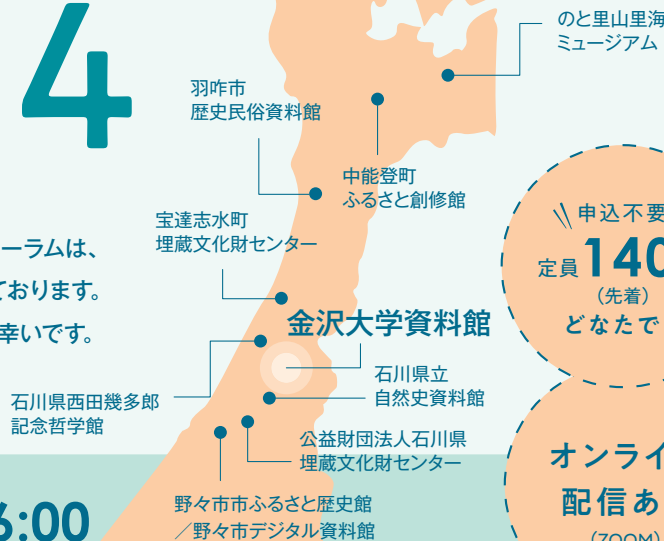 4
のと里山里海
ミュージアム
羽咋市
歴史民俗資料館
中能登町
ふるさと創修館
宝達志水町
埋蔵文化財センター
ーラムは、
ております。
幸いです。
申込不要
定員140
(先着)
どなたで
金沢大学資料館
石川県立
自然史資料館
石川県西田幾多郎
記念哲学館
公益財団法人石川県
埋蔵文化財センター
オンライ
配信あ
(ZOOM)
野々市市ふるさと歴史館
/野々市デジタル資料館
6:00